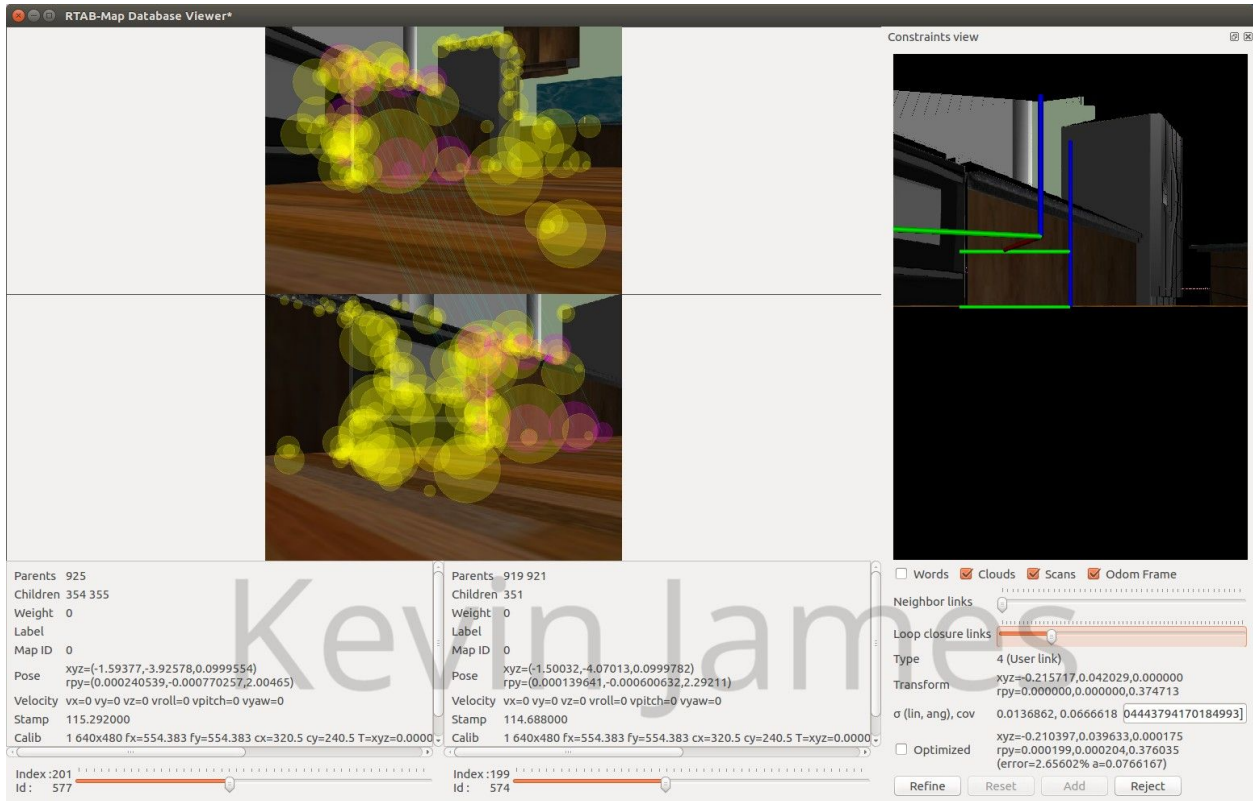 RTAB-Map Database Viewer*
Constraints view
Parents 925
Children 354 355
Weight 0
Label
Map ID 0
Pose xyz=(-1.59377,-3.92578,0.0999554)
rpy=(0.000240539,-0.000770257,2.00465)
Velocity vx=0 vy=0 vz=0 vroll=0 vpitch=0 vyaw=0
Stamp 115.292000
Calib 1 640x480 fx=554.383 fy=554.383 cx=320.5 cy=240.5 T=xyz=0.0000
Index :201
Id : 577
Parents 919 921
Children 351
Weight 0
Label
Map ID 0
Pose xyz=(-1.50032,-4.07013,0.0999782)
rpy=(0.000139641,-0.000600632,2.29211)
Velocity vx=0 vy=0 vz=0 vroll=0 vpitch=0 vyaw=0
Stamp 114.688000
Calib 1 640x480 fx=554.383 fy=554.383 cx=320.5 cy=240.5 T=xyz=0.0000
Index :199
Id : 574
Words Clouds Scans Odom Frame
Neighbor links
Loop closure links
Type 4 (User link)
Transform xyz=-0.215717,0.042029,0.000000
rpy=0.000000,0.000000,0.374713
σ (lin, ang), cov 0.0136862, 0.0666618 04443794170184993]
Optimized xyz=-0.210397,0.039633,0.000175
rpy=0.000199,0.000204,0.376035
(error=2.65602% a=0.0766167)
Refine Reset Add Reject
Kevin James